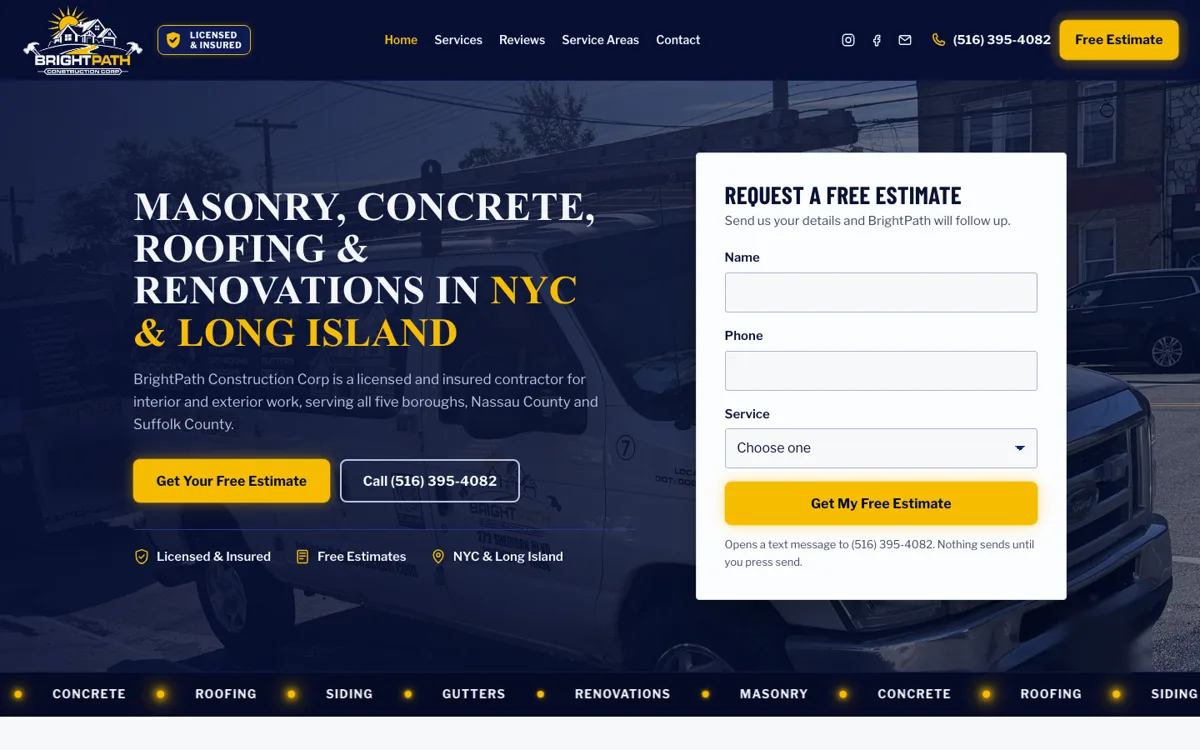 BRIGHTPATH
CONSTRUCTION CORP
LICENSED
& INSURED
Home
Services
Reviews
Service Areas
Contact
(516) 395-4082
Free Estimate
MASONRY, CONCRETE,
ROOFING &
RENOVATIONS IN NYC
& LONG ISLAND
BrightPath Construction Corp is a licensed and insured contractor for
interior and exterior work, serving all five boroughs, Nassau County and
Suffolk County.
Get Your Free Estimate
Call (516) 395-4082
Licensed & Insured
Free Estimates
NYC & Long Island
REQUEST A FREE ESTIMATE
Send us your details and BrightPath will follow up.
Name
Phone
Service
Choose one
Get My Free Estimate
Opens a text message to (516) 395-4082. Nothing sends until
you press send.
7
BRIGHT
CONCRETE
ROOFING
SIDING
GUTTERS
RENOVATIONS
MASONRY
CONCRETE
ROOFING
SIDING